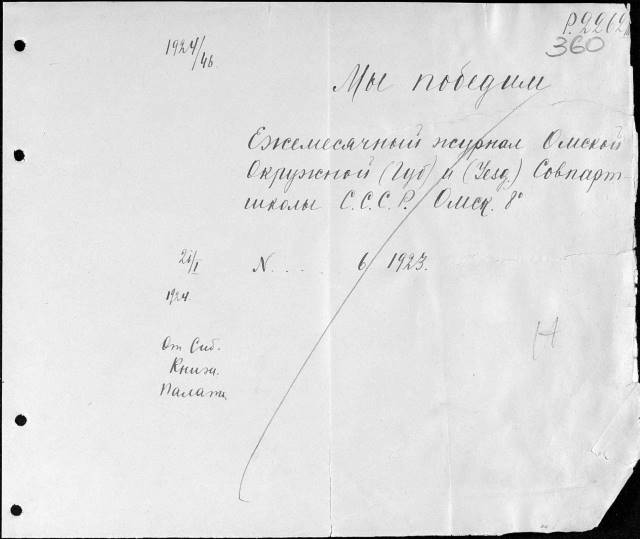 360
1924/46
Мы победим
Ежемесячный журнал Омской
Окружной (Губ) и (Уезд.) Совпарт-
школы С.С.С.Р. Омск. 8°
N.... 6 1923.
1924.
От Сиб.
Книж.
Палаты
Н